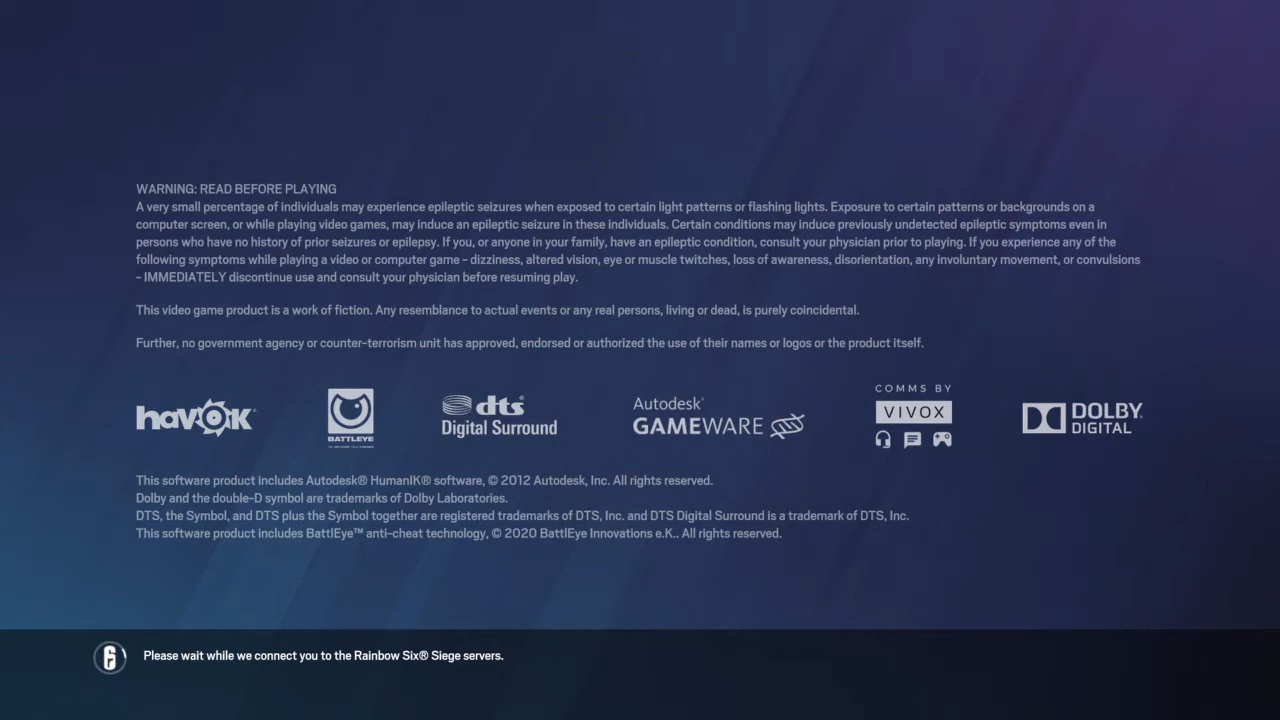 WARNING: READ BEFORE PLAYING
A very small percentage of individuals may experience epileptic seizures when exposed to certain light patterns or flashing lights. Exposure to certain patterns or backgrounds on a
computer screen, or while playing video games, may induce an epileptic seizure in these individuals. Certain conditions may induce previously undetected epileptic symptoms even in
persons who have no history of prior seizures or epilepsy. If you, or anyone in your family, have an epileptic condition, consult your physician prior to playing. If you experience any of the
following symptoms while playing a video or computer game - dizziness, altered vision, eye or muscle twitches, loss of awareness, disorientation, any involuntary movement, or convulsions
- IMMEDIATELY discontinue use and consult your physician before resuming play.
This video game product is a work of fiction. Any resemblance to actual events or any real persons, living or dead, is purely coincidental.
Further, no government agency or counter-terrorism unit has approved, endorsed or authorized the use of their names or logos or the product itself.
havok®
BATTLEYE
dts®
Digital Surround
Autodesk®
GAMEWARE
COMMS BY
VIVOX
DOLBY®
DIGITAL
This software product includes Autodesk® HumanIK® software, © 2012 Autodesk, Inc. All rights reserved.
Dolby and the double-D symbol are trademarks of Dolby Laboratories.
DTS, the Symbol, and DTS plus the Symbol together are registered trademarks of DTS, Inc. and DTS Digital Surround is a trademark of DTS, Inc.
This software product includes BattlEye™ anti-cheat technology, © 2020 BattlEye Innovations e.K.. All rights reserved.
6
Please wait while we connect you to the Rainbow Six® Siege servers.